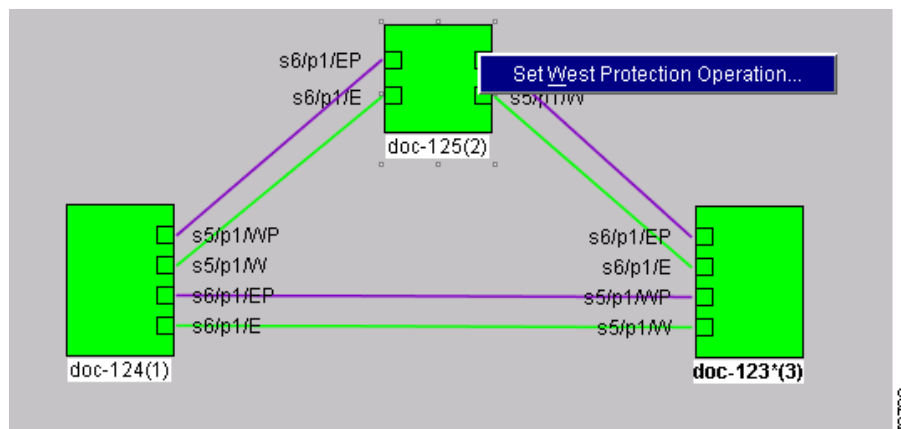 s6/p1/EP
Set West Protection Operation...
s6/p1/E
s5/p1/W
doc-125(2)
s5/p1/WP
s6/p1/EP
s5/p1/W
s6/p1/E
s6/p1/EP
s5/p1/WP
s6/p1/E
s5/p1/W
doc-124(1)
doc-123*(3)